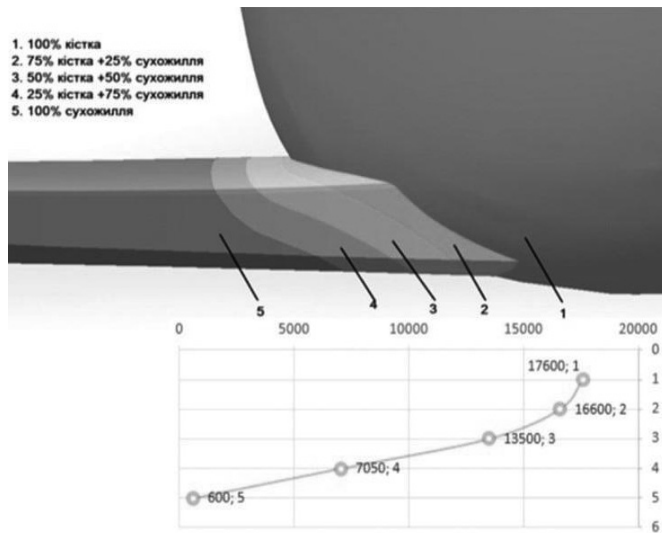 1. 100% кістка
2. 75% кістка +25% сухожилля
3. 50% кістка +50% сухожилля
4. 25% кістка +75% сухожилля
5. 100% сухожилля
5 4 3 2 1
0 5000 10000 15000 20000
0
17600; 1 1
16600; 2 2
13500; 3 3
7050; 4 4
600; 5 5
6